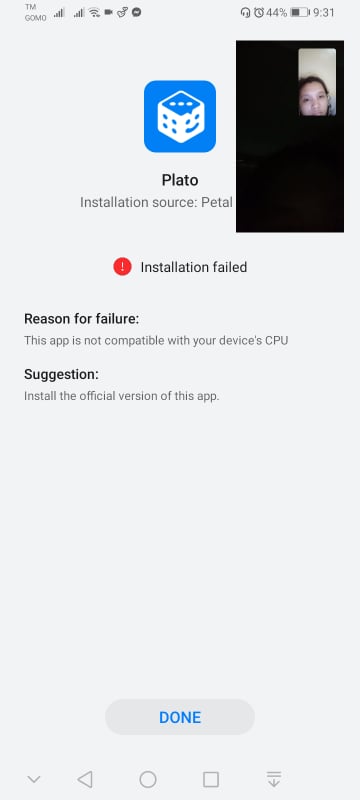 TM
GOMO
44%
9:31
Plato
Installation source: Petal
Installation failed
Reason for failure:
This app is not compatible with your device's CPU
Suggestion:
Install the official version of this app.
DONE